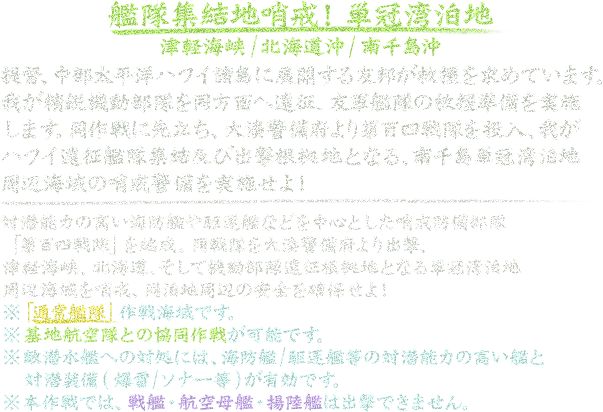 艦隊集結地哨戒! 単冠湾泊地
津軽海峡/北海道沖/南千島沖
提督、中部太平洋ハワイ諸島に展開する友邦が救援を求めています。
我が精鋭機動部隊を同方面へ遠征、友軍艦隊の救援準備を実施
します。同作戦に先立ち、大湊警備府より第百四戦隊を投入、我が
ハワイ遠征艦隊集結及び出撃根拠地となる、南千島単冠湾泊地
周辺海域の哨戒警備を実施せよ!
対潜能力の高い海防艦や駆逐艦などを中心とした哨戒防備部隊
「第百四戦隊」を編成。同戦隊を大湊警備府より出撃、
津軽海峡、北海道、そして機動部隊遠征根拠地となる単冠湾泊地
周辺海域を哨戒、同泊地周辺の安全を確保せよ!
※「通常艦隊」作戦海域です。
※基地航空隊との協同作戦が可能です。
※敵潜水艦への対処には、海防艦/駆逐艦等の対潜能力の高い艦と
対潜装備(爆雷/ソナー等)が有効です。
※本作戦では、戦艦・航空母艦・揚陸艦は出撃できません。